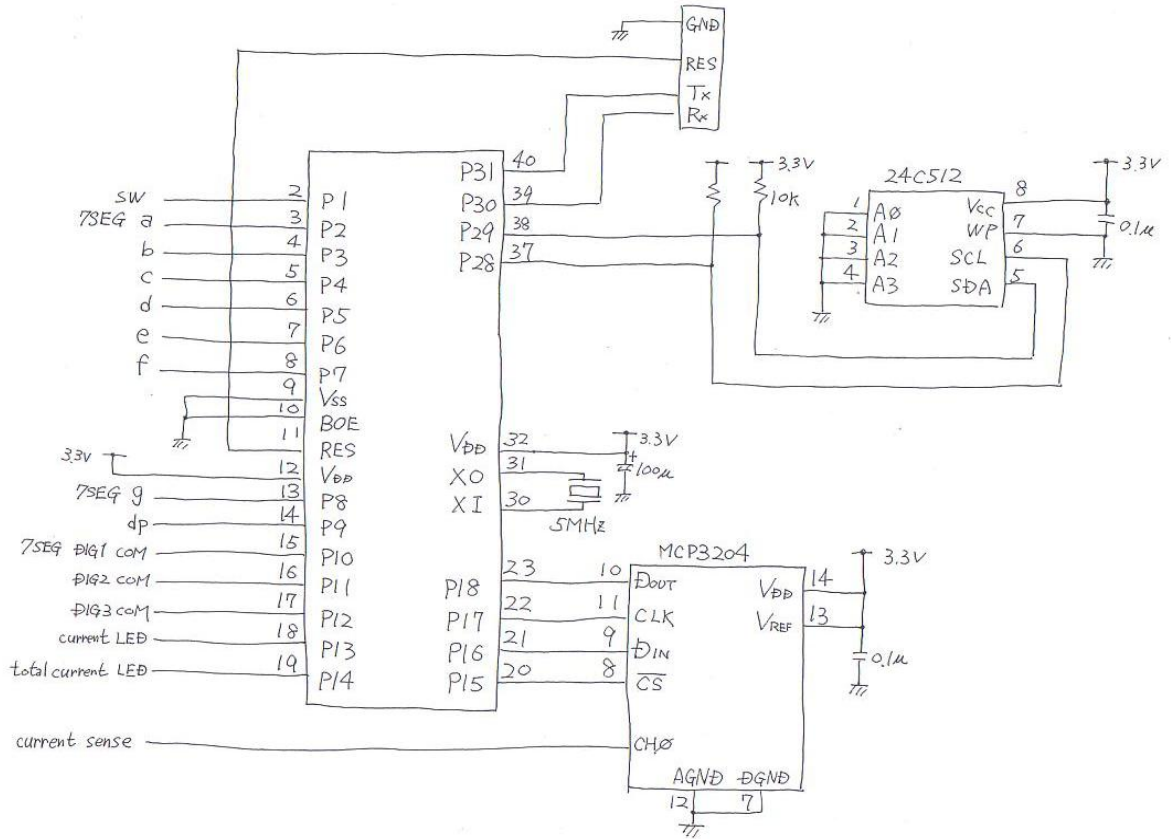 GND
RES
Tx
Rx
P31 40
P30 39
P29 38
P28 37
3.3V
10K
24C512
1 A0
2 A1
3 A2
4 A3
Vcc 8
WP 7
SCL 6
SDA 5
3.3V
0.1μ
SW 2 P1
7SEG a 3 P2
b 4 P3
c 5 P4
d 6 P5
e 7 P6
f 8 P7
9 Vss
10 BOE
11 RES
3.3V 12 VDD
7SEG g 13 P8
dp 14 P9
7SEG DIG1 COM 15 P10
DIG2 COM 16 P11
DIG3 COM 17 P12
current LED 18 P13
total current LED 19 P14
VDD 32
XO 31
XI 30
3.3V
+
100μ
5MHz
P18 23
P17 22
P16 21
P15 20
MCP3204
10 DOUT
11 CLK
9 DIN
8 CS
VDD 14
VREF 13
3.3V
0.1μ
current sense CH0
AGND DGND
12 7